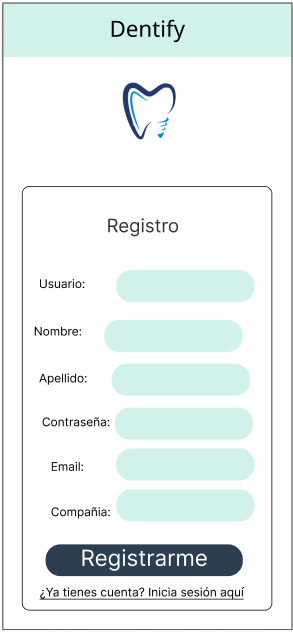 Dentify
Registro
Usuario:
Nombre:
Apellido:
Contraseña:
Email:
Compañia:
Registrarme
¿Ya tienes cuenta? Inicia sesión aquí